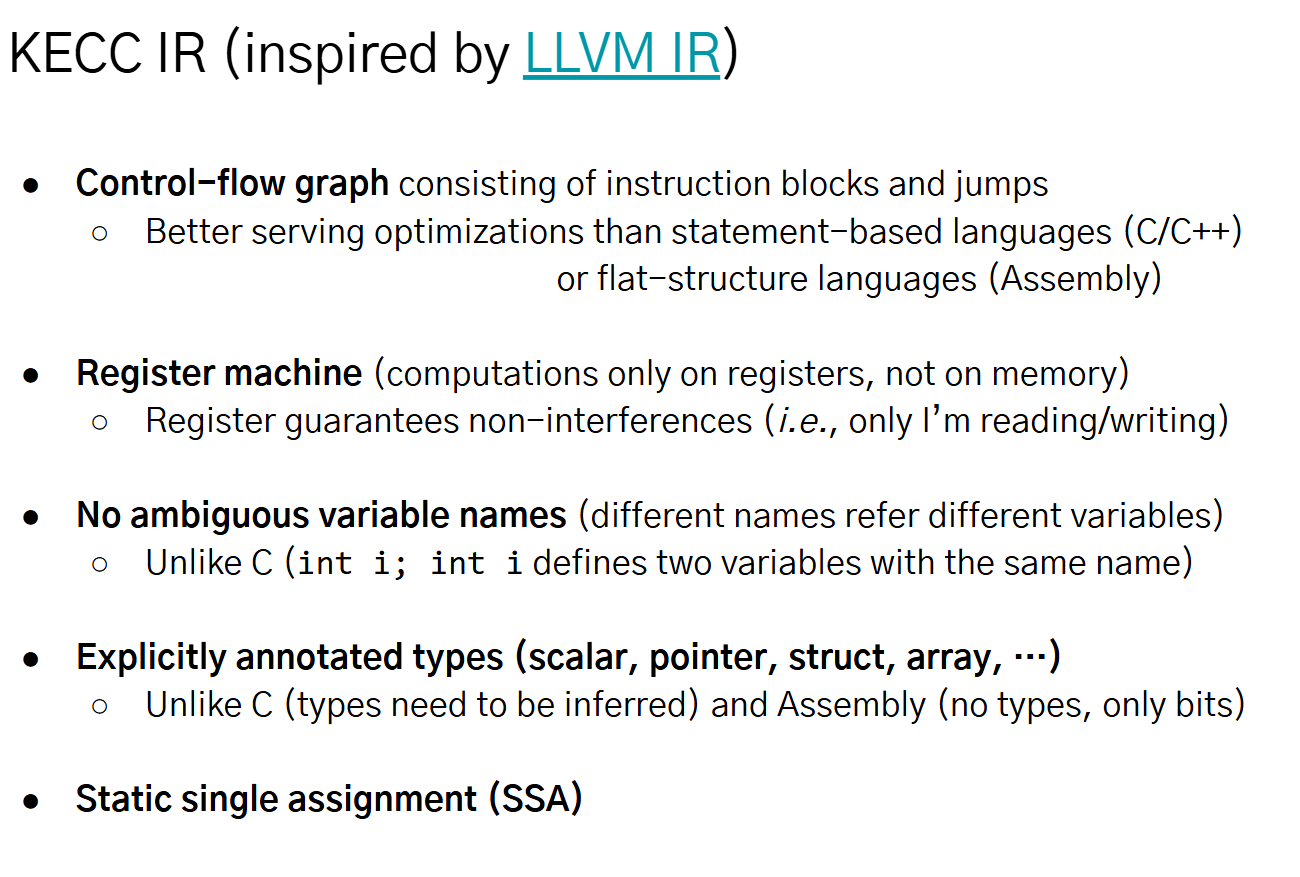 KECC IR (inspired by LLVM IR)
● Control-flow graph consisting of instruction blocks and jumps
○ Better serving optimizations than statement-based languages (C/C++)
or flat-structure languages (Assembly)
● Register machine (computations only on registers, not on memory)
○ Register guarantees non-interferences (i.e., only I'm reading/writing)
● No ambiguous variable names (different names refer different variables)
○ Unlike C (int i; int i defines two variables with the same name)
● Explicitly annotated types (scalar, pointer, struct, array, ⋯)
○ Unlike C (types need to be inferred) and Assembly (no types, only bits)
● Static single assignment (SSA)